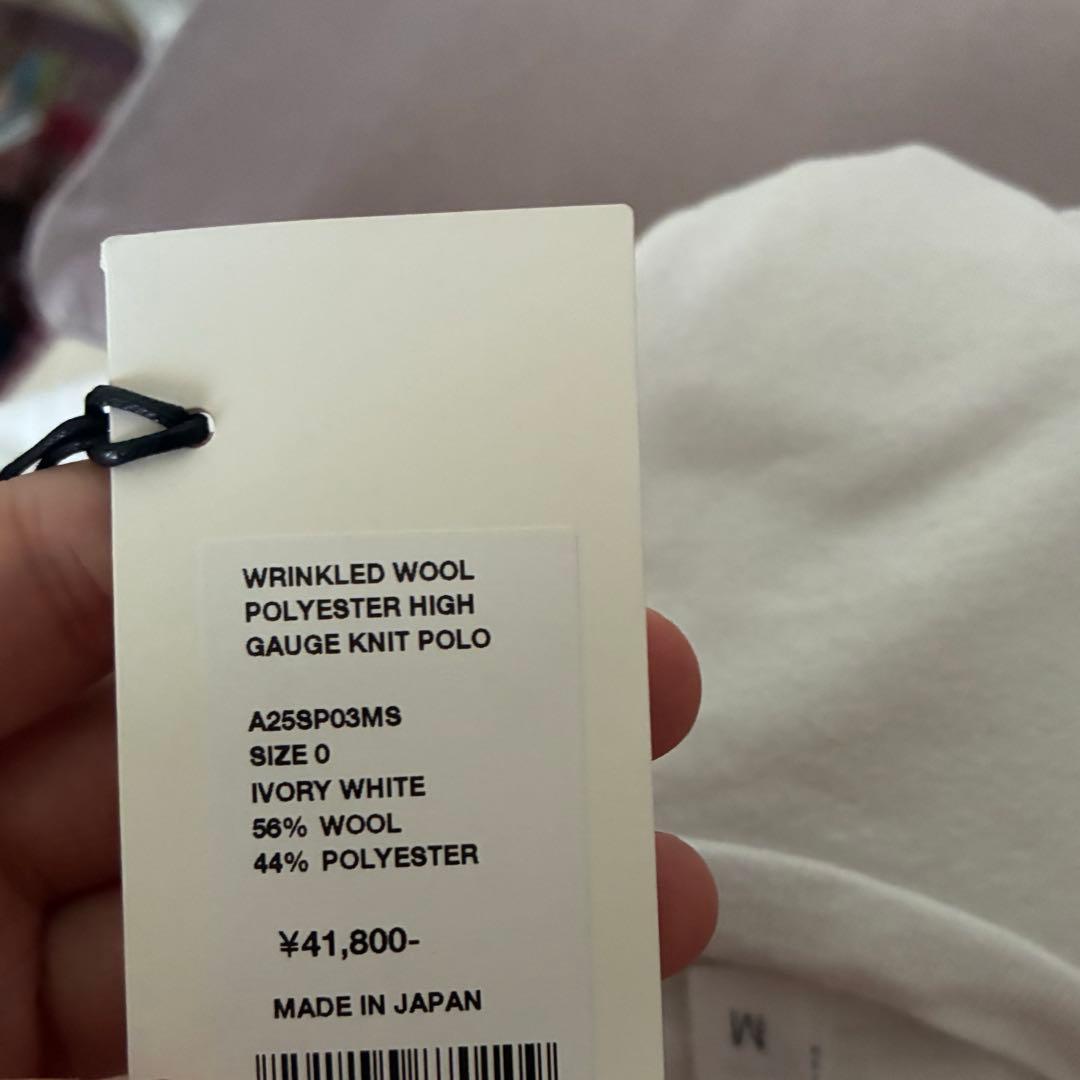 WRINKLED WOOL
POLYESTER HIGH
GAUGE KNIT POLO
A25SP03MS
SIZE 0
IVORY WHITE
56% WOOL
44% POLYESTER
¥41,800-
MADE IN JAPAN
M